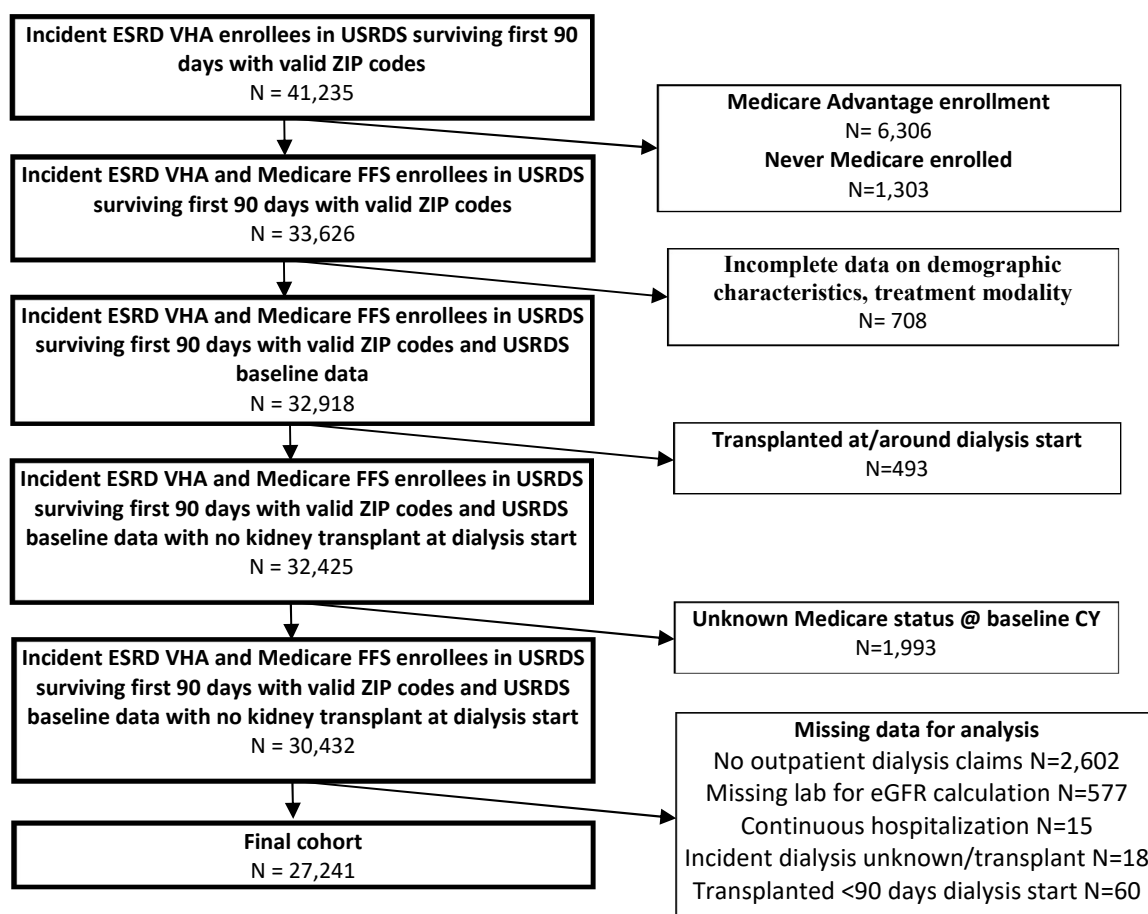 Incident ESRD VHA enrollees in USRDS surviving first 90
days with valid ZIP codes
N = 41,235
Medicare Advantage enrollment
N= 6,306
Never Medicare enrolled
N=1,303
Incident ESRD VHA and Medicare FFS enrollees in USRDS
surviving first 90 days with valid ZIP codes
N = 33,626
Incomplete data on demographic
characteristics, treatment modality
N= 708
Incident ESRD VHA and Medicare FFS enrollees in USRDS
surviving first 90 days with valid ZIP codes and USRDS
baseline data
N = 32,918
Transplanted at/around dialysis start
N=493
Incident ESRD VHA and Medicare FFS enrollees in USRDS
surviving first 90 days with valid ZIP codes and USRDS
baseline data with no kidney transplant at dialysis start
N = 32,425
Unknown Medicare status @ baseline CY
N=1,993
Incident ESRD VHA and Medicare FFS enrollees in USRDS
surviving first 90 days with valid ZIP codes and USRDS
baseline data with no kidney transplant at dialysis start
N = 30,432
Missing data for analysis
No outpatient dialysis claims N=2,602
Missing lab for eGFR calculation N=577
Continuous hospitalization N=15
Incident dialysis unknown/transplant N=18
Transplanted <90 days dialysis start N=60
Final cohort
N = 27,241